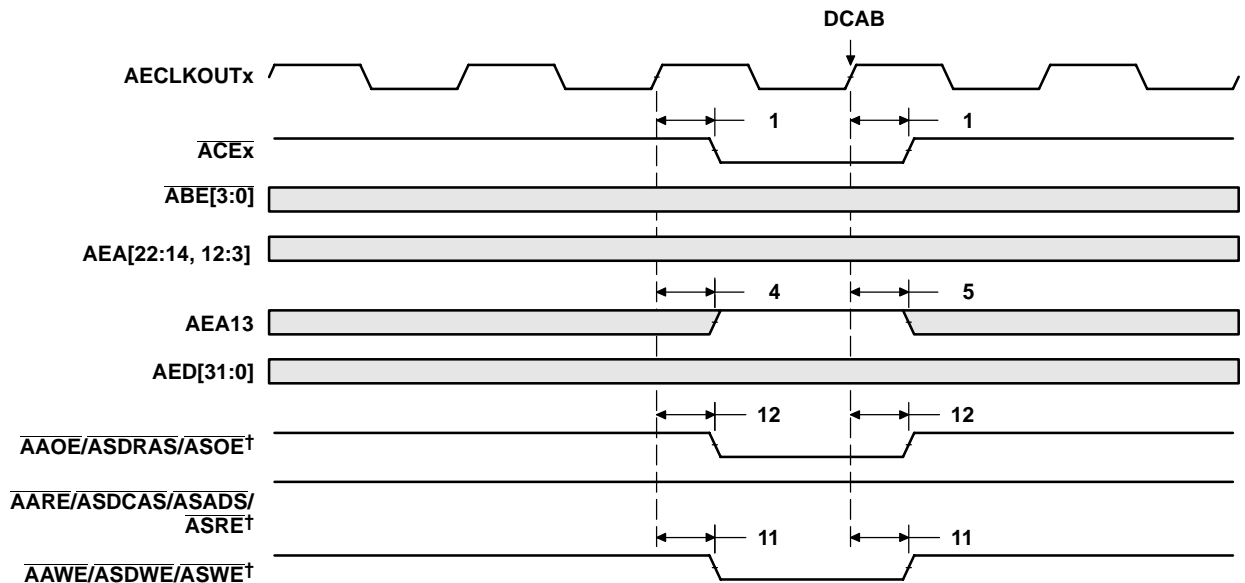 DCAB
AECLKOUTx
1 1
ACEx
ABE[3:0]
AEA[22:14, 12:3]
4 5
AEA13
AED[31:0]
12 12
AAOE/ASDRAS/ASOE†
AARE/ASDCAS/ASADS/
ASRE†
11 11
AAWE/ASDWE/ASWE†